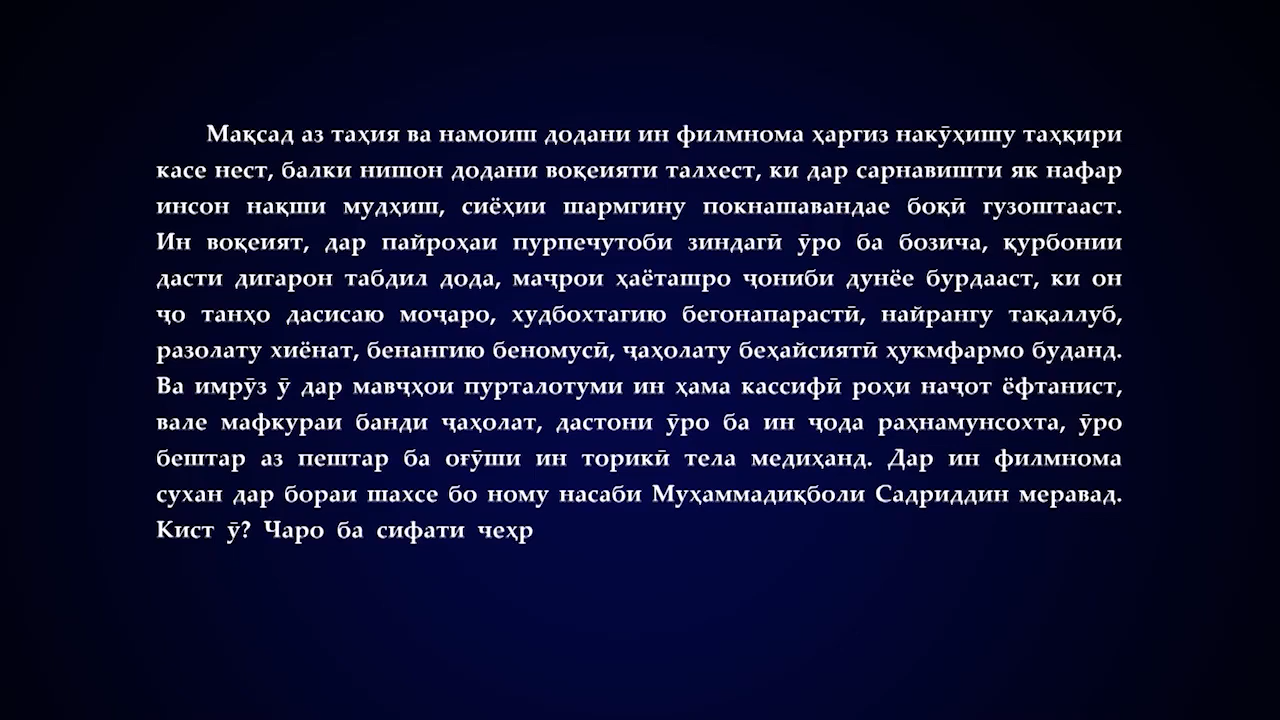 Мақсад аз таҳия ва намоиш додани ин филмнома ҳаргиз накӯҳишу таҳқири
касе нест, балки нишон додани воқеияти талхест, ки дар сарнавишти як нафар
инсон нақши мудҳиш, сиёҳии шармгину покнашавандае боқӣ гузоштааст.
Ин воқеият, дар пайроҳаи пурпечутоби зиндагӣ ӯро ба бозича, қурбонии
дасти дигарон табдил дода, маҷрои ҳаёташро ҷониби дунёе бурдааст, ки он
ҷо танҳо дасисаю моҷаро, худбохтагию бегонапарастӣ, найрангу тақаллуб,
разолату хиёнат, бенангию беномусӣ, ҷаҳолату беҳайсиятӣ ҳукмфармо буданд.
Ва имрӯз ӯ дар мавҷҳои пурталотуми ин ҳама кассифӣ роҳи наҷот ёфтанист,
вале мафкураи банди ҷаҳолат, дастони ӯро ба ин ҷода раҳнамунсохта, ӯро
бештар аз пештар ба оғӯши ин торикӣ тела медиҳанд. Дар ин филмнома
сухан дар бораи шахсе бо ному насаби Муҳаммадиқболи Садриддин меравад.
Кист ӯ? Чаро ба сифати чеҳр